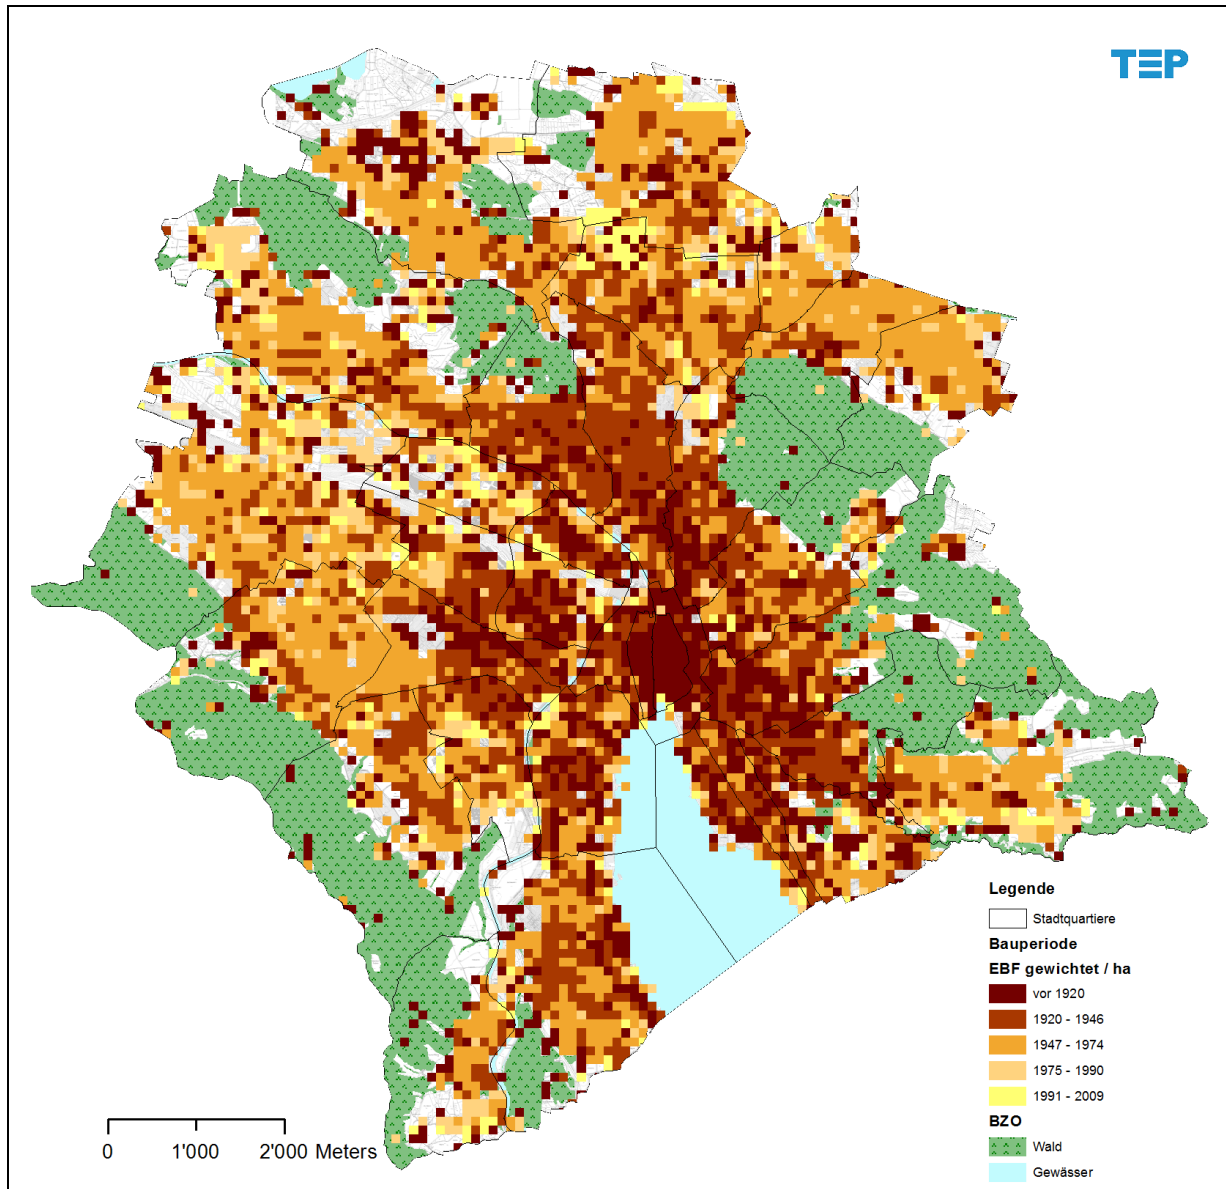 TEP
Legende
Stadtquartiere
Bauperiode
EBF gewichtet / ha
vor 1920
1920 - 1946
1947 - 1974
1975 - 1990
1991 - 2009
BZO
Wald
Gewässer
0 1'000 2'000 Meters